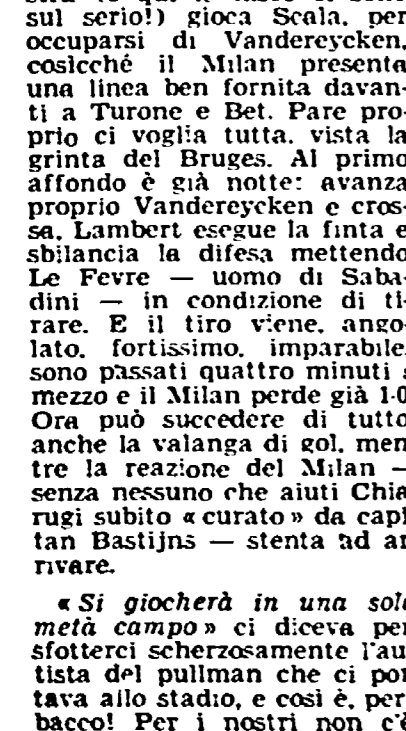 sul serio!) gioca Scala, per
occuparsi di Vandereycken,
cosicché il Milan presenta
una linea ben fornita davan-
ti a Turone e Bet. Pare pro-
prio ci voglia tutta, vista la
grinta del Bruges. Al primo
affondo è già notte: avanza
proprio Vandereycken e cros-
sa, Lambert esegue la finta e
sbilancia la difesa mettendo
Le Fevre — uomo di Saba-
dini — in condizione di ti-
rare. E il tiro viene, ango-
lato, fortissimo, imparabile,
sono passati quattro minuti
mezzo e il Milan perde già 1-0
Ora può succedere di tutto
anche la valanga di gol, men
tre la reazione del Milan —
senza nessuno che aiuti Chia
rugi subito « curato » da capi
tan Bastijns — stenta ad ar
rivare.
« Si giocherà in una sola
metà campo » ci diceva per
sfotterci scherzosamente l'au
tista del pullman che ci por
tava allo stadio, e così è, per
bacco! Per i nostri non c'è